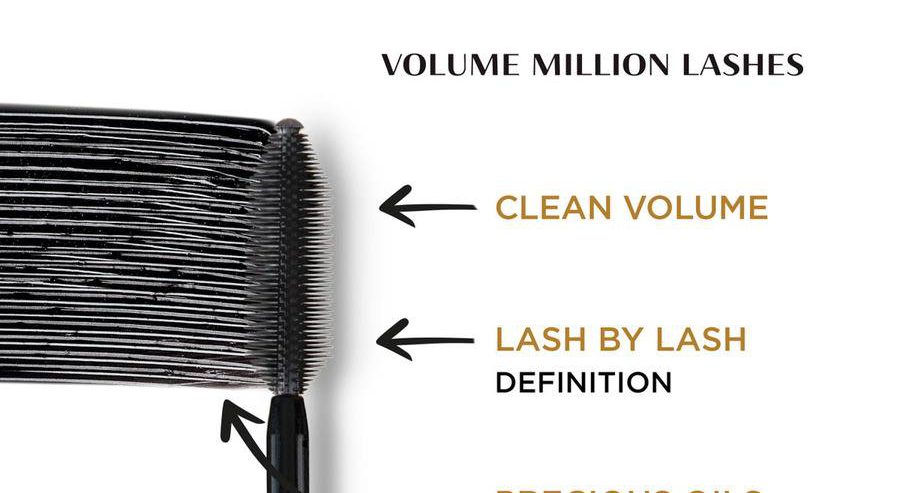 VOLUME MILLION LASHES
CLEAN VOLUME
LASH BY LASH
DEFINITION